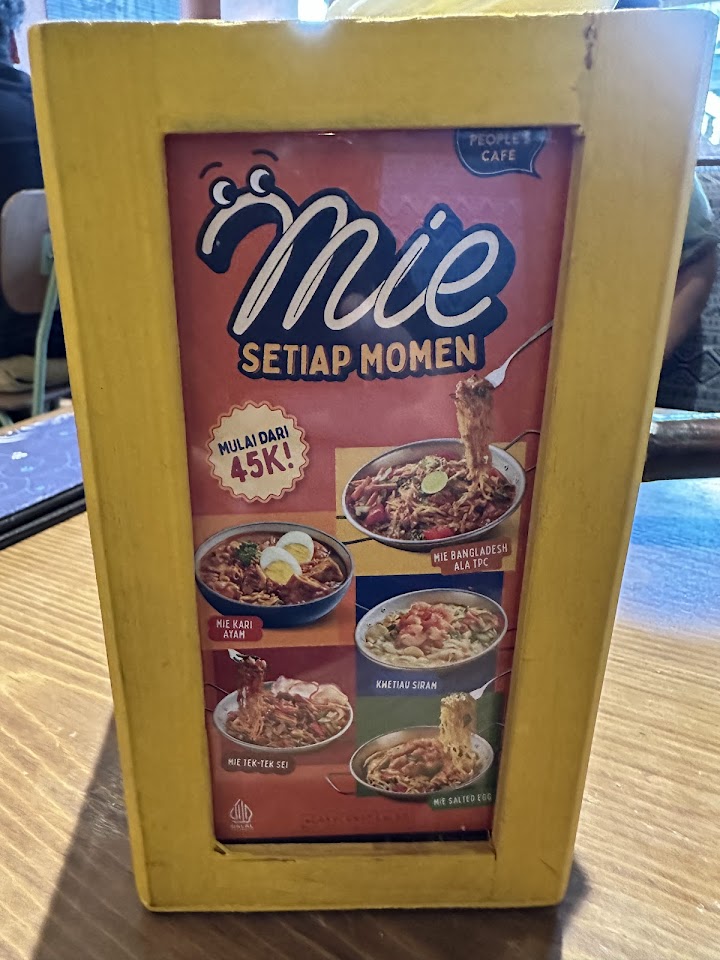 PEOPLE'S
CAFE
Mie
SETIAP MOMEN
MULAI DARI
45K!
MIE BANGLADESH
ALA TPC
MIE KARI
AYAM
KWETIAU SIRAM
MIE TEK-TEK SEI
MIE SALTED EGG
HALAL